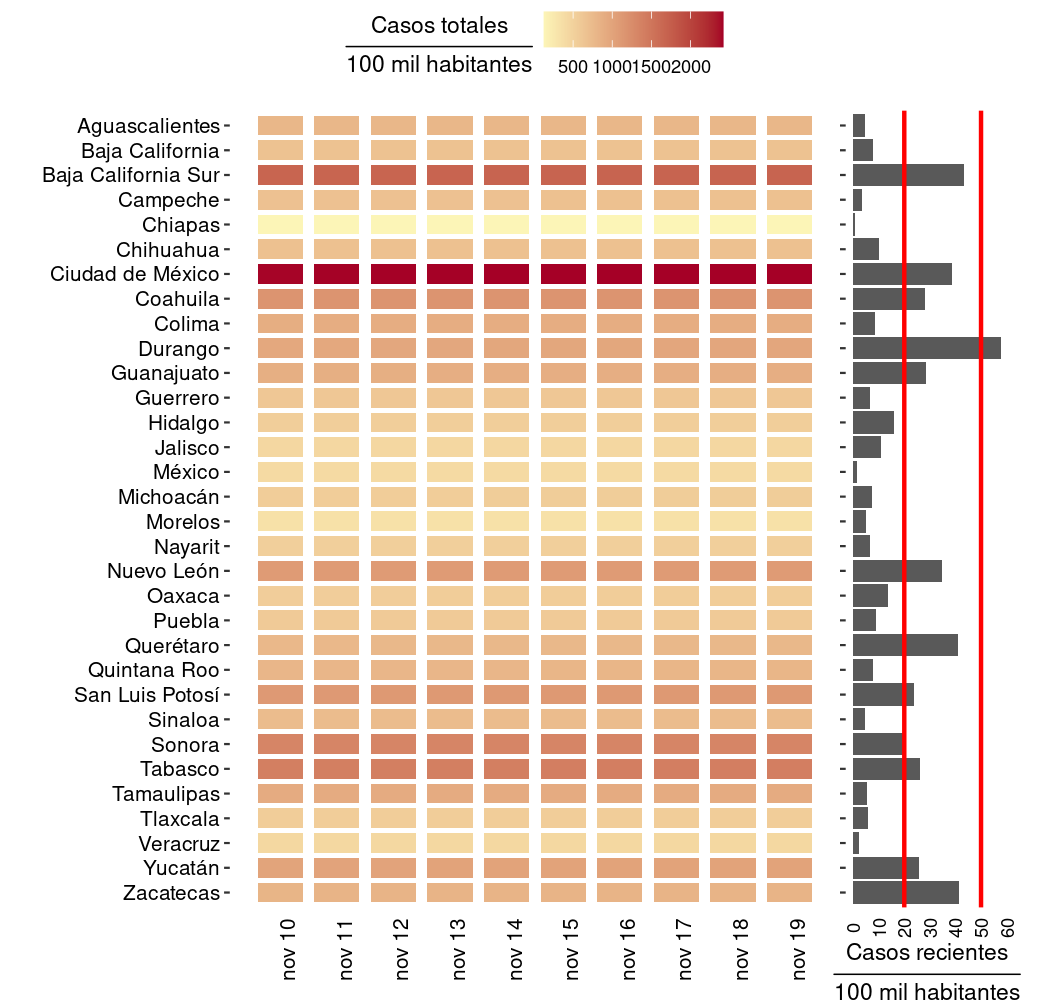 Casos totales
100 mil habitantes
500 1000 1500 2000
Aguascalientes
Baja California
Baja California Sur
Campeche
Chiapas
Chihuahua
Ciudad de México
Coahuila
Colima
Durango
Guanajuato
Guerrero
Hidalgo
Jalisco
México
Michoacán
Morelos
Nayarit
Nuevo León
Oaxaca
Puebla
Querétaro
Quintana Roo
San Luis Potosí
Sinaloa
Sonora
Tabasco
Tamaulipas
Tlaxcala
Veracruz
Yucatán
Zacatecas
nov 10
nov 11
nov 12
nov 13
nov 14
nov 15
nov 16
nov 17
nov 18
nov 19
0
10
20
30
40
50
60
Casos recientes
100 mil habitantes